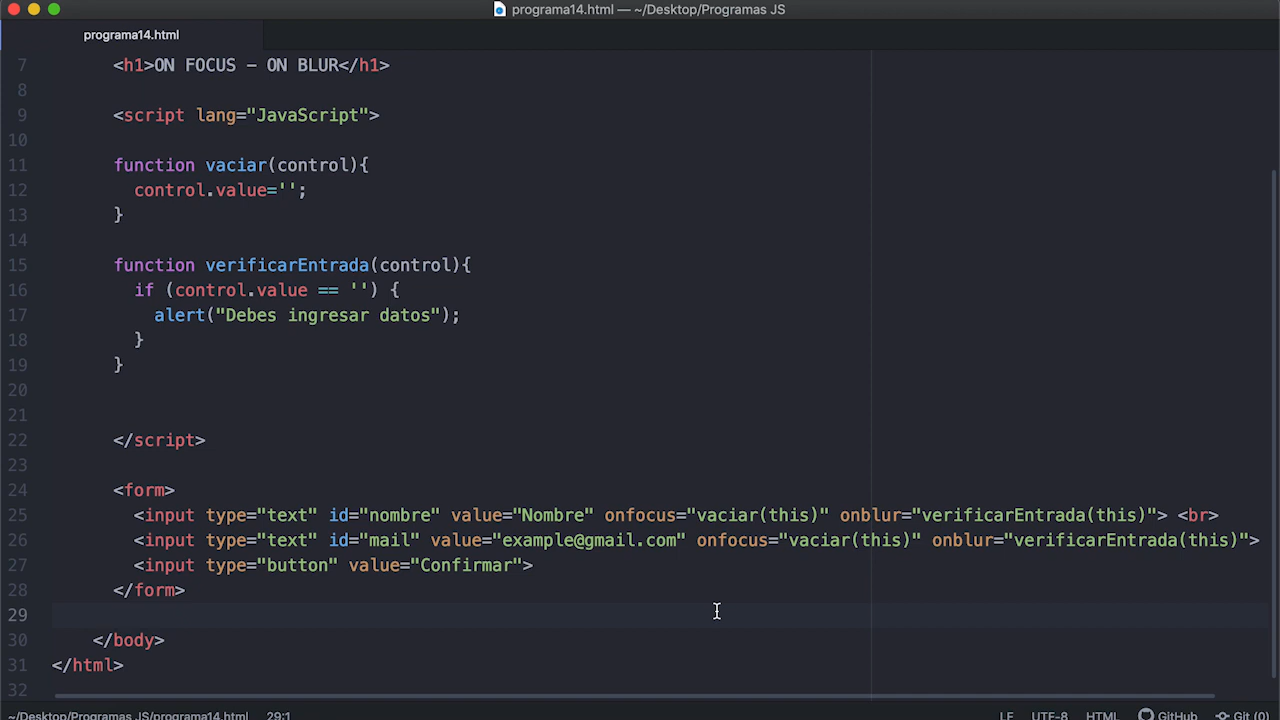 programa14.html — ~/Desktop/Programas JS
programa14.html
7 <h1>ON FOCUS – ON BLUR</h1>
8
9 <script lang="JavaScript">
10
11 function vaciar(control){
12 control.value='';
13 }
14
15 function verificarEntrada(control){
16 if (control.value == '') {
17 alert("Debes ingresar datos");
18 }
19 }
20
21
22 </script>
23
24 <form>
25 <input type="text" id="nombre" value="Nombre" onfocus="vaciar(this)" onblur="verificarEntrada(this)"> <br>
26 <input type="text" id="mail" value="example@gmail.com" onfocus="vaciar(this)" onblur="verificarEntrada(this)">
27 <input type="button" value="Confirmar">
28 </form>
29
30 </body>
31 </html>
32
~/Desktop/Programas JS/programa14.html 29:1 LF UTF-8 HTML GitHub Git (0)